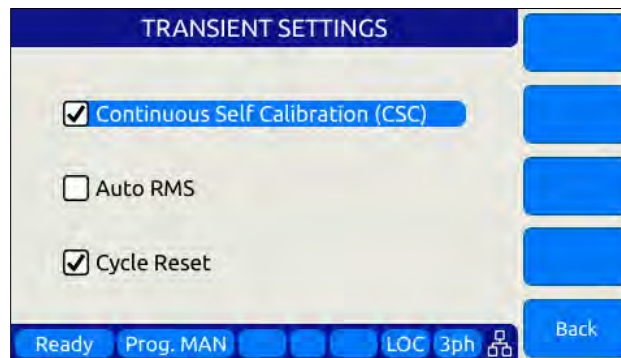 TRANSIENT SETTINGS
Continuous Self Calibration (CSC)
Auto RMS
Cycle Reset
Back
Ready Prog. MAN LOC 3ph